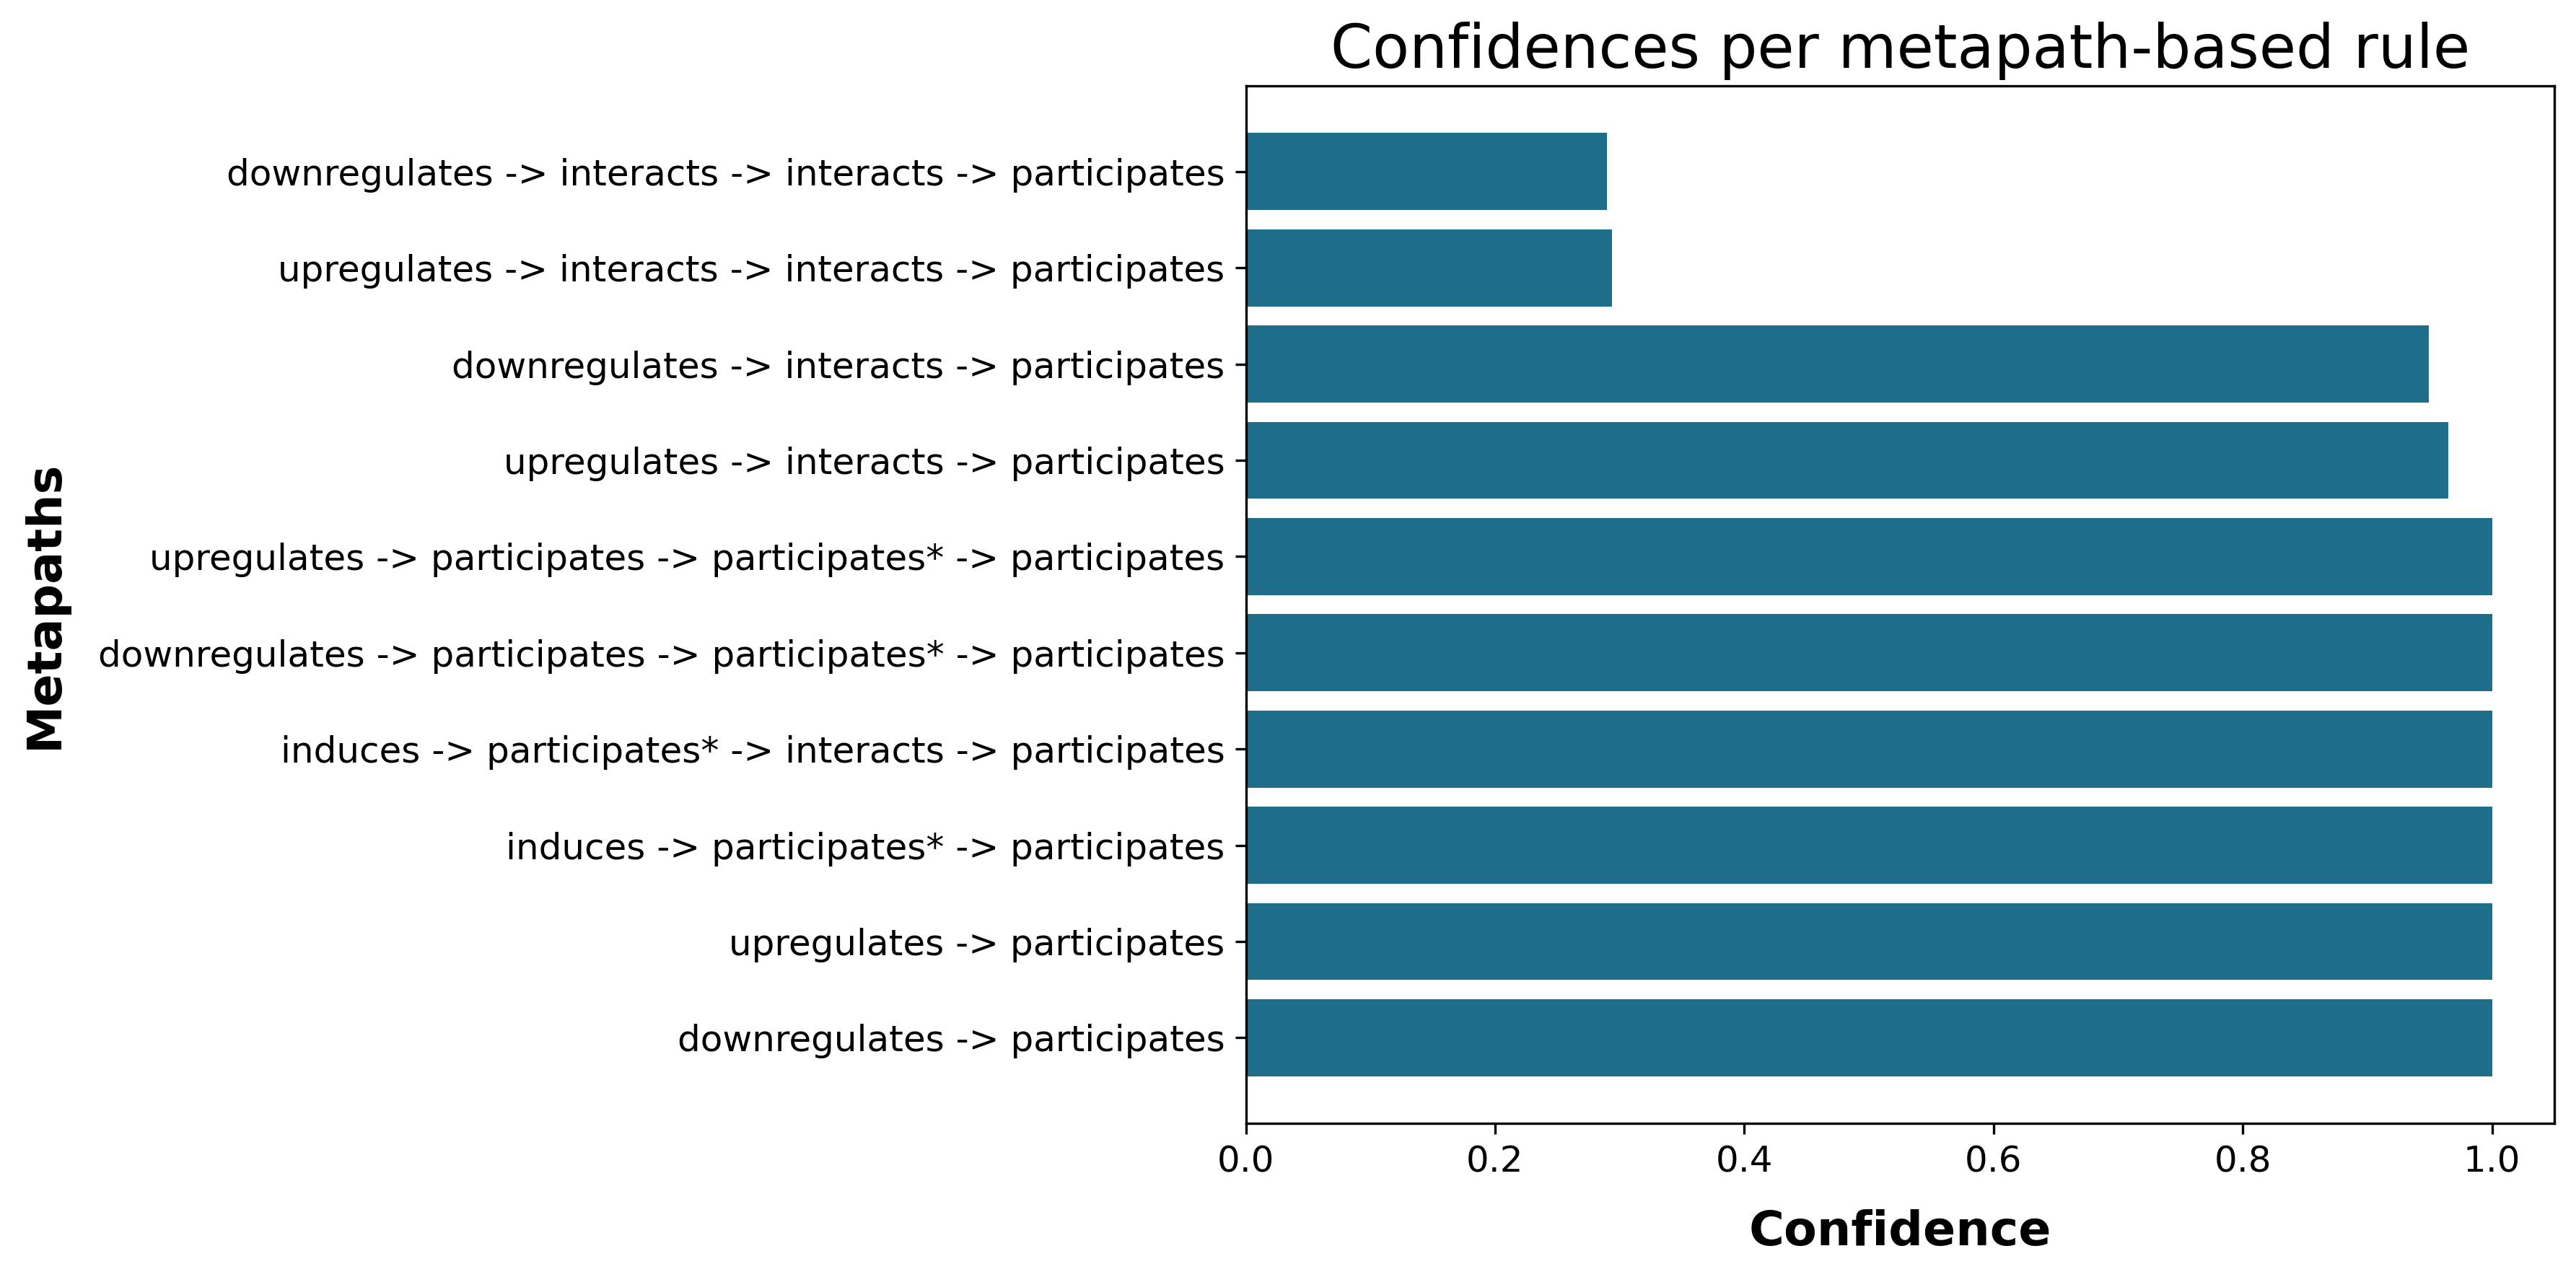 Confidences per metapath-based rule
Metapaths
downregulates -> interacts -> interacts -> participates
upregulates -> interacts -> interacts -> participates
downregulates -> interacts -> participates
upregulates -> interacts -> participates
upregulates -> participates -> participates* -> participates
downregulates -> participates -> participates* -> participates
induces -> participates* -> interacts -> participates
induces -> participates* -> participates
upregulates -> participates
downregulates -> participates
0.0 0.2 0.4 0.6 0.8 1.0
Confidence